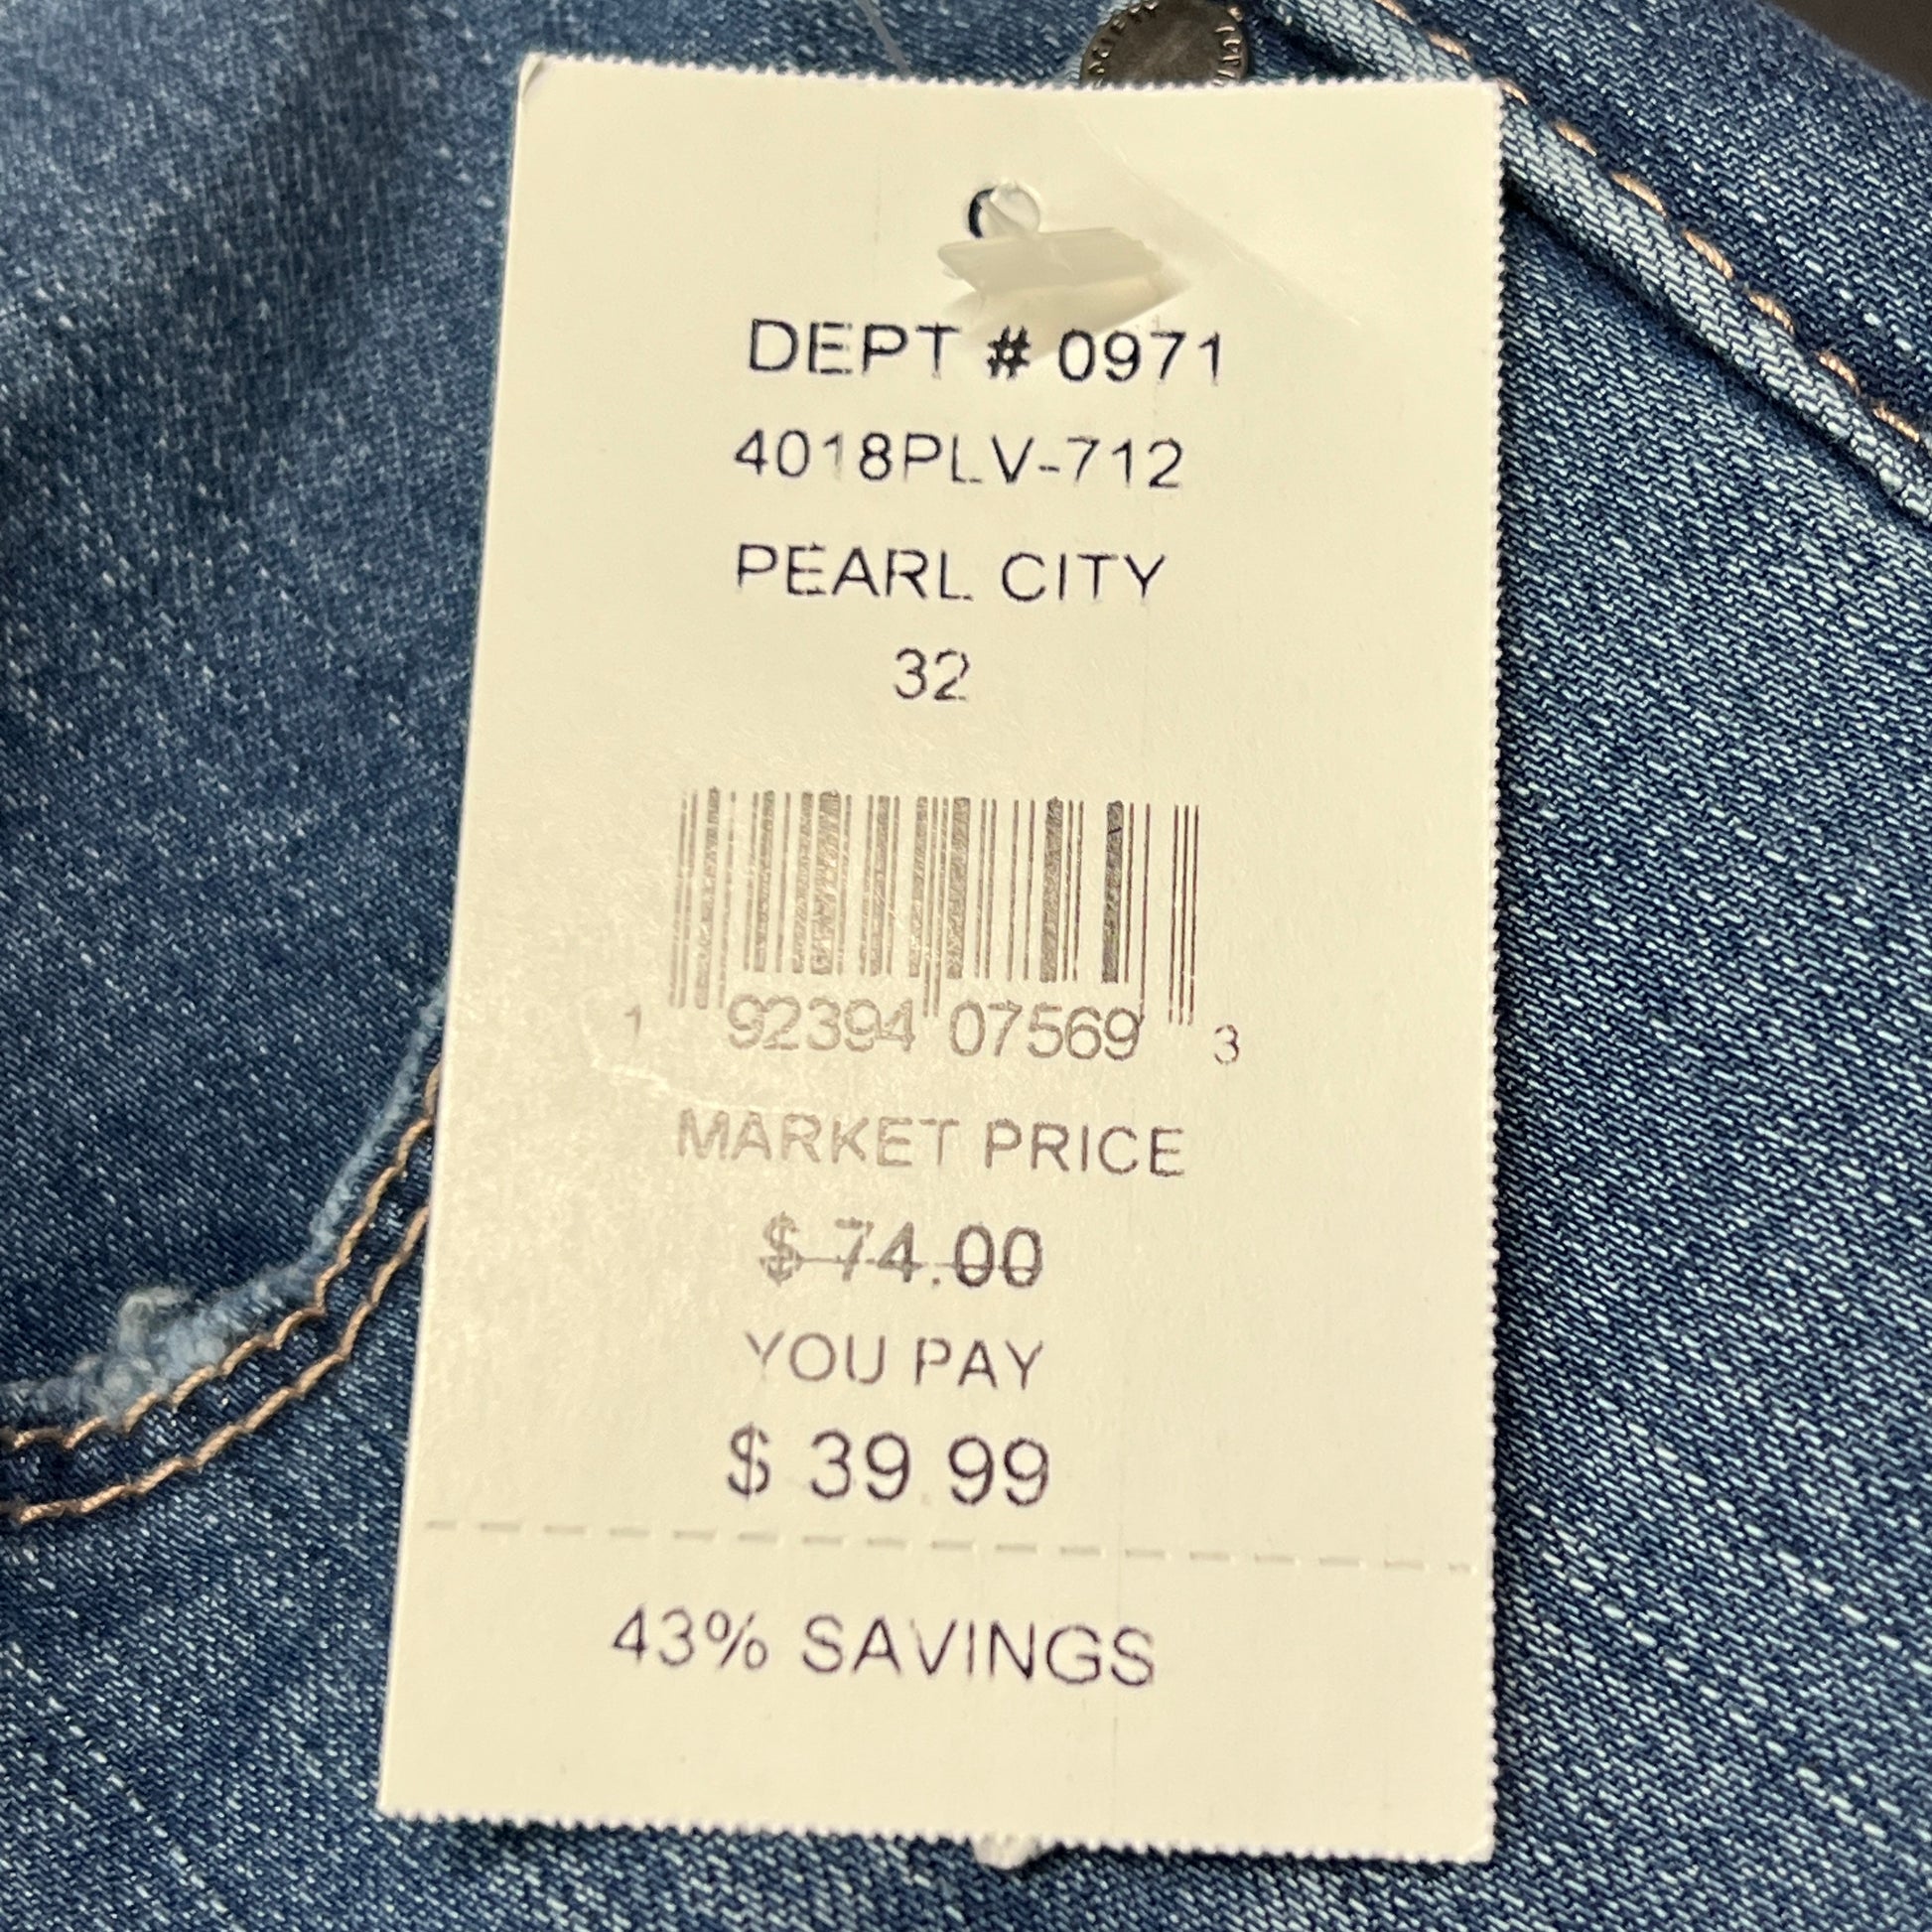 DEPT # 0971
4018PLV-712
PEARL CITY
32
1 92394 07569 3
MARKET PRICE
$ 74.00
YOU PAY
$ 39.99
43% SAVINGS